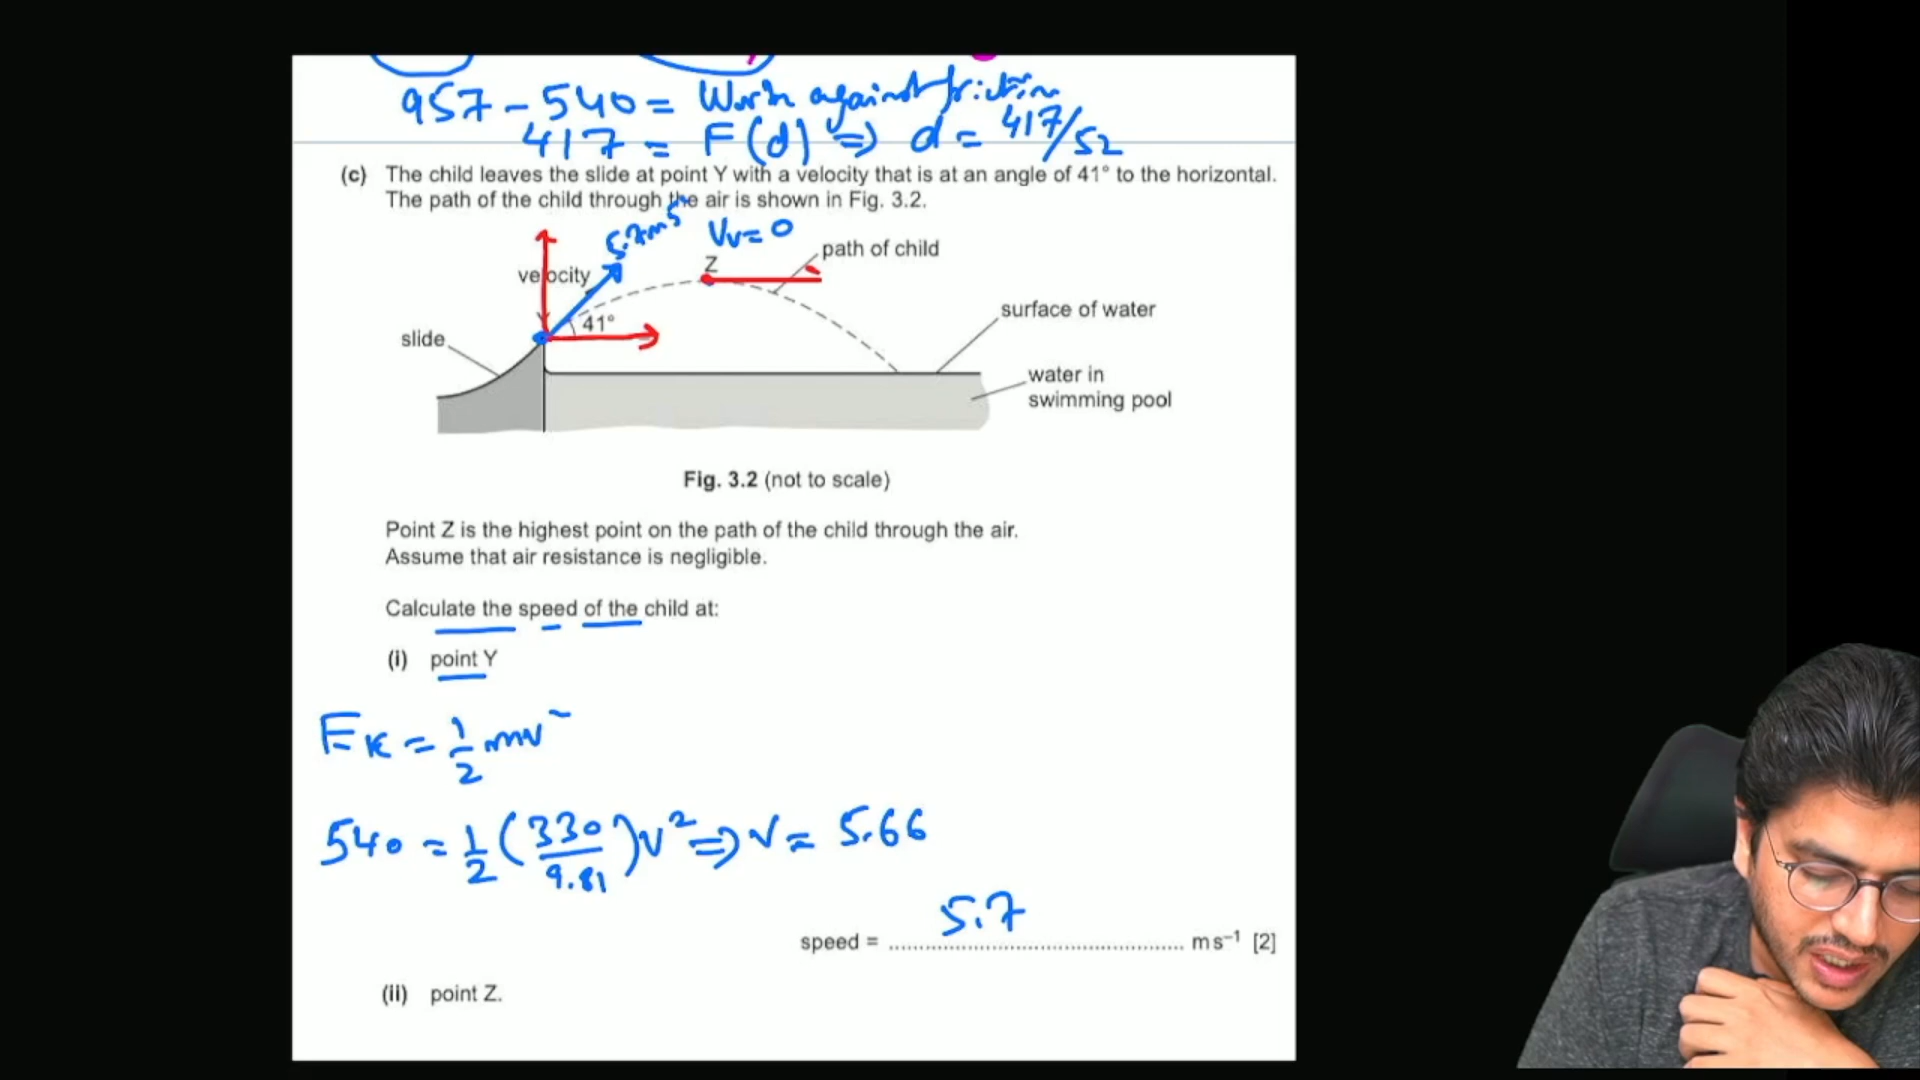 957 - 540 = Work against friction
417 = F(d) => d = 417/52
(c) The child leaves the slide at point Y with a velocity that is at an angle of 41° to the horizontal.
The path of the child through the air is shown in Fig. 3.2.
5.7ms
Vv = 0
path of child
Z
velocity
surface of water
41°
slide
water in
swimming pool
Fig. 3.2 (not to scale)
Point Z is the highest point on the path of the child through the air.
Assume that air resistance is negligible.
Calculate the speed of the child at:
(i) point Y
EK = 1/2 mv²
540 = 1/2 (330/9.81) v² => v = 5.66
5.7
speed = ........................................ m s⁻¹ [2]
(ii) point Z.